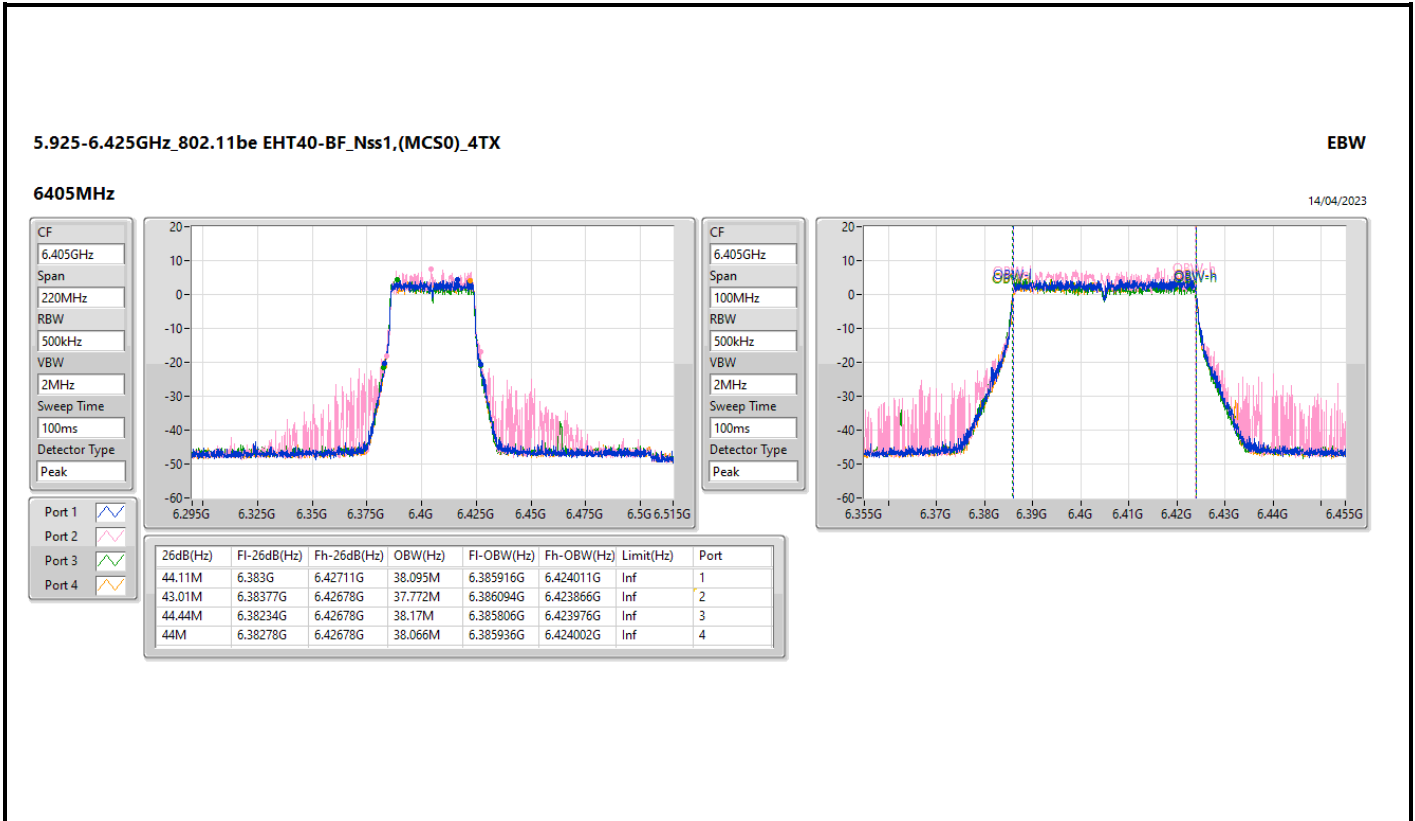 5.925-6.425GHz_802.11be EHT40-BF_Nss1,(MCS0)_4TX
EBW
6405MHz
14/04/2023
CF
6.405GHz
Span
220MHz
RBW
500kHz
VBW
2MHz
Sweep Time
100ms
Detector Type
Peak
20
10
0
-10
-20
-30
-40
-50
-60
6.295G 6.325G 6.35G 6.375G 6.4G 6.425G 6.45G 6.475G 6.5G 6.515G
CF
6.405GHz
Span
100MHz
RBW
500kHz
VBW
2MHz
Sweep Time
100ms
Detector Type
Peak
20
10
0
-10
-20
-30
-40
-50
-60
OBW-l
OBW-h
6.355G 6.37G 6.38G 6.39G 6.4G 6.41G 6.42G 6.43G 6.44G 6.455G
Port 1
Port 2
Port 3
Port 4
26dB(Hz) Fl-26dB(Hz) Fh-26dB(Hz) OBW(Hz) Fl-OBW(Hz) Fh-OBW(Hz) Limit(Hz) Port
44.11M 6.383G 6.42711G 38.095M 6.385916G 6.424011G Inf 1
43.01M 6.38377G 6.42678G 37.772M 6.386094G 6.423866G Inf 2
44.44M 6.38234G 6.42678G 38.17M 6.385806G 6.423976G Inf 3
44M 6.38278G 6.42678G 38.066M 6.385936G 6.424002G Inf 4